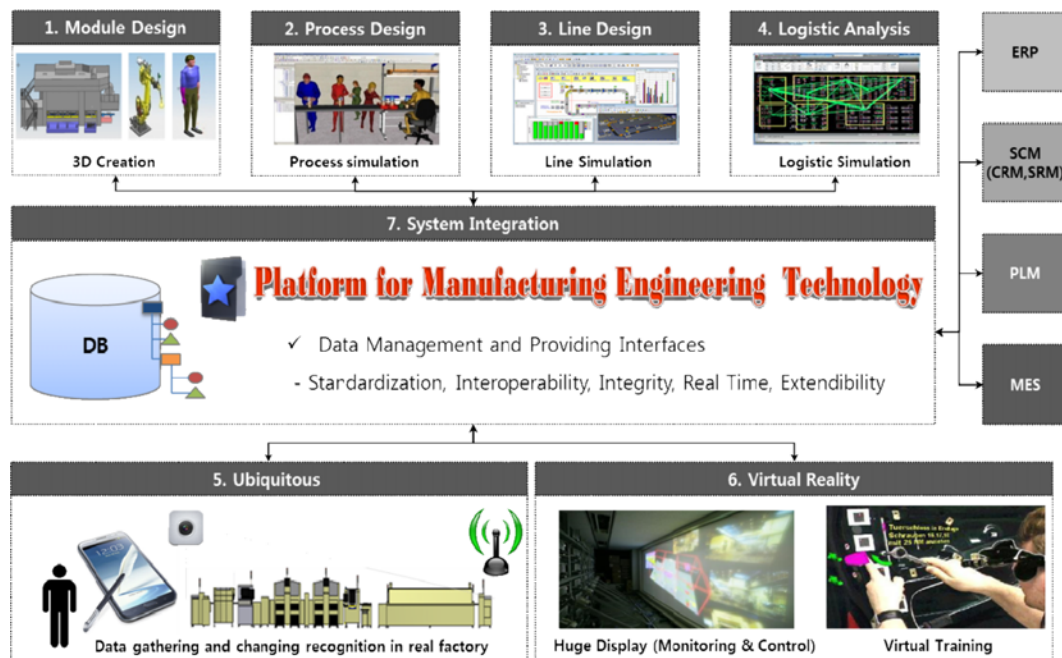 1. Module Design
3D Creation
2. Process Design
Process simulation
3. Line Design
Line Simulation
4. Logistic Analysis
Logistic Simulation
ERP
SCM
(CRM,SRM)
PLM
MES
7. System Integration
DB
Platform for Manufacturing Engineering Technology
✓ Data Management and Providing Interfaces
- Standardization, Interoperability, Integrity, Real Time, Extendibility
5. Ubiquitous
12:03
Data gathering and changing recognition in real factory
6. Virtual Reality
Huge Display (Monitoring & Control)
Virtual Training